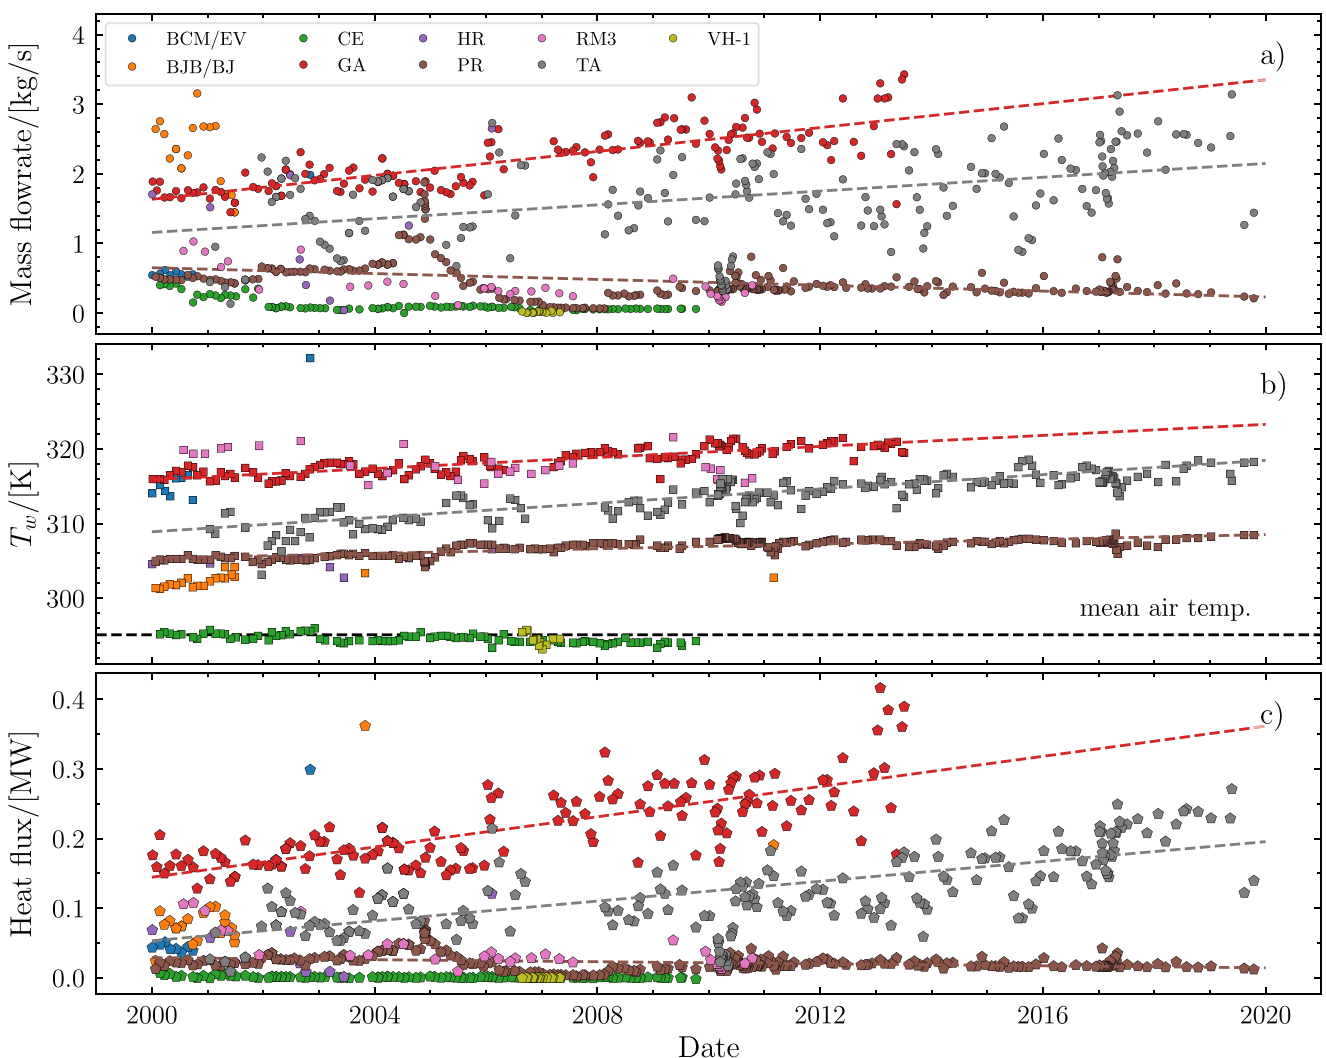 a)
BCM/EV CE HR RM3 VH-1
BJB/BJ GA PR TA
Mass flowrate/[kg/s]
4
3
2
1
0
b)
T_w/[K]
330
320
310
300
mean air temp.
c)
Heat flux/[MW]
0.4
0.3
0.2
0.1
0.0
2000 2004 2008 2012 2016 2020
Date